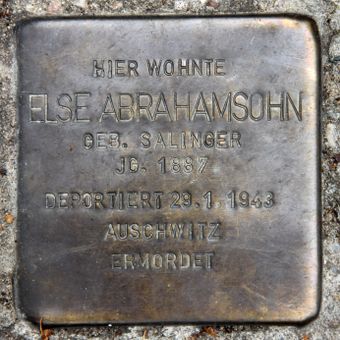 HIER WOHNTE
ELSE ABRAHAMSOHN
GEB. SALINGER
JG. 1887
DEPORTIERT 29.1.1943
AUSCHWITZ
ERMORDET